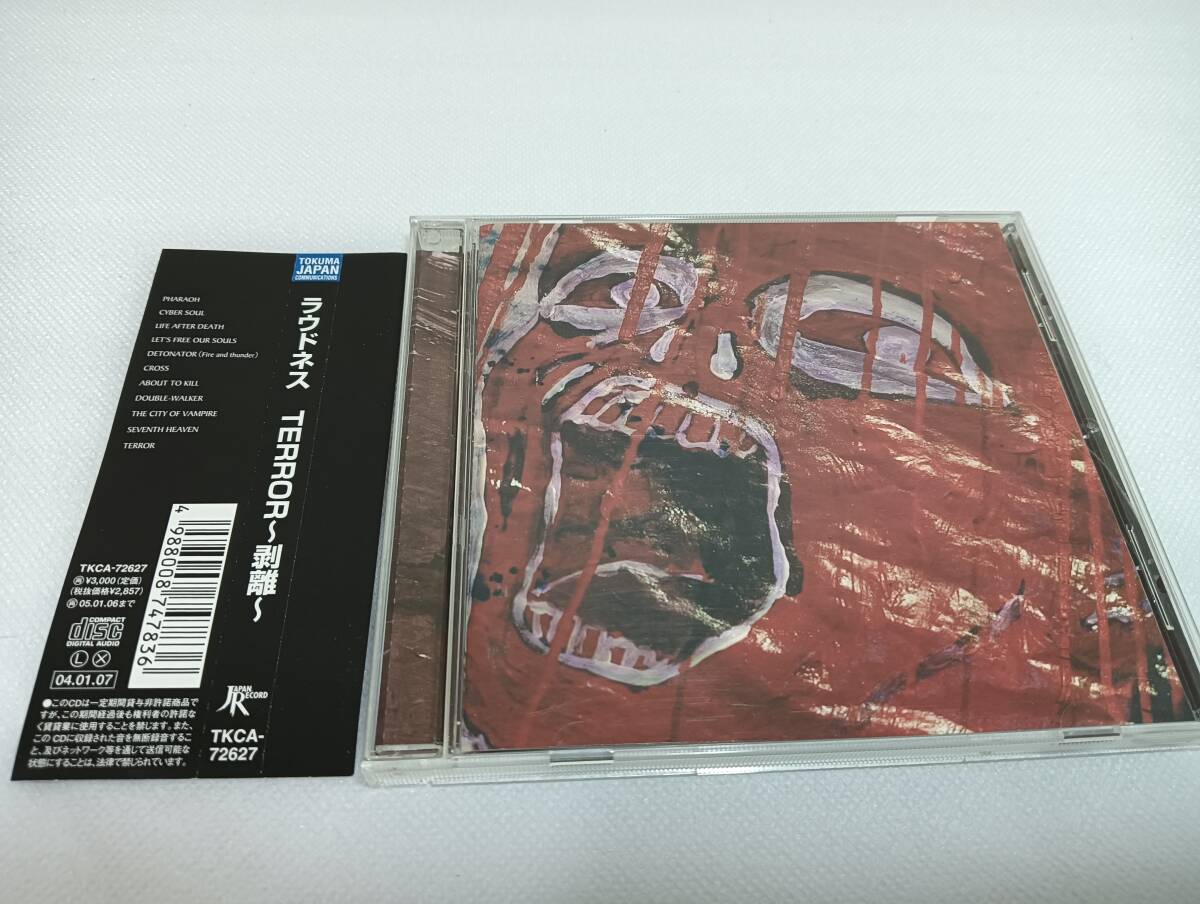 TOKUMA
JAPAN
COMMUNICATIONS
ラウドネス TERROR〜剥離〜
JAPAN
RECORD
TKCA-
72627
PHARAOH
CYBER SOUL
LIFE AFTER DEATH
LET'S FREE OUR SOULS
DETONATOR (Fire and thunder)
CROSS
ABOUT TO KILL
DOUBLE-WALKER
THE CITY OF VAMPIRE
SEVENTH HEAVEN
TERROR
4988008747836
TKCA-72627
再¥3,000(定価)
(税抜価格¥2,857)
再05.01.06まで
COMPACT
disc
DIGITAL AUDIO
L X
04.01.07
●このCDは一定期間貸与非許諾商品で
すが、この期間経過後も権利者の許諾な
く賃貸業に使用することを禁じます。また、
このCDに収録された音を無断録音するこ
と、及びネットワーク等を通じて送信可能な
状態にすることは、法律で禁じられています。